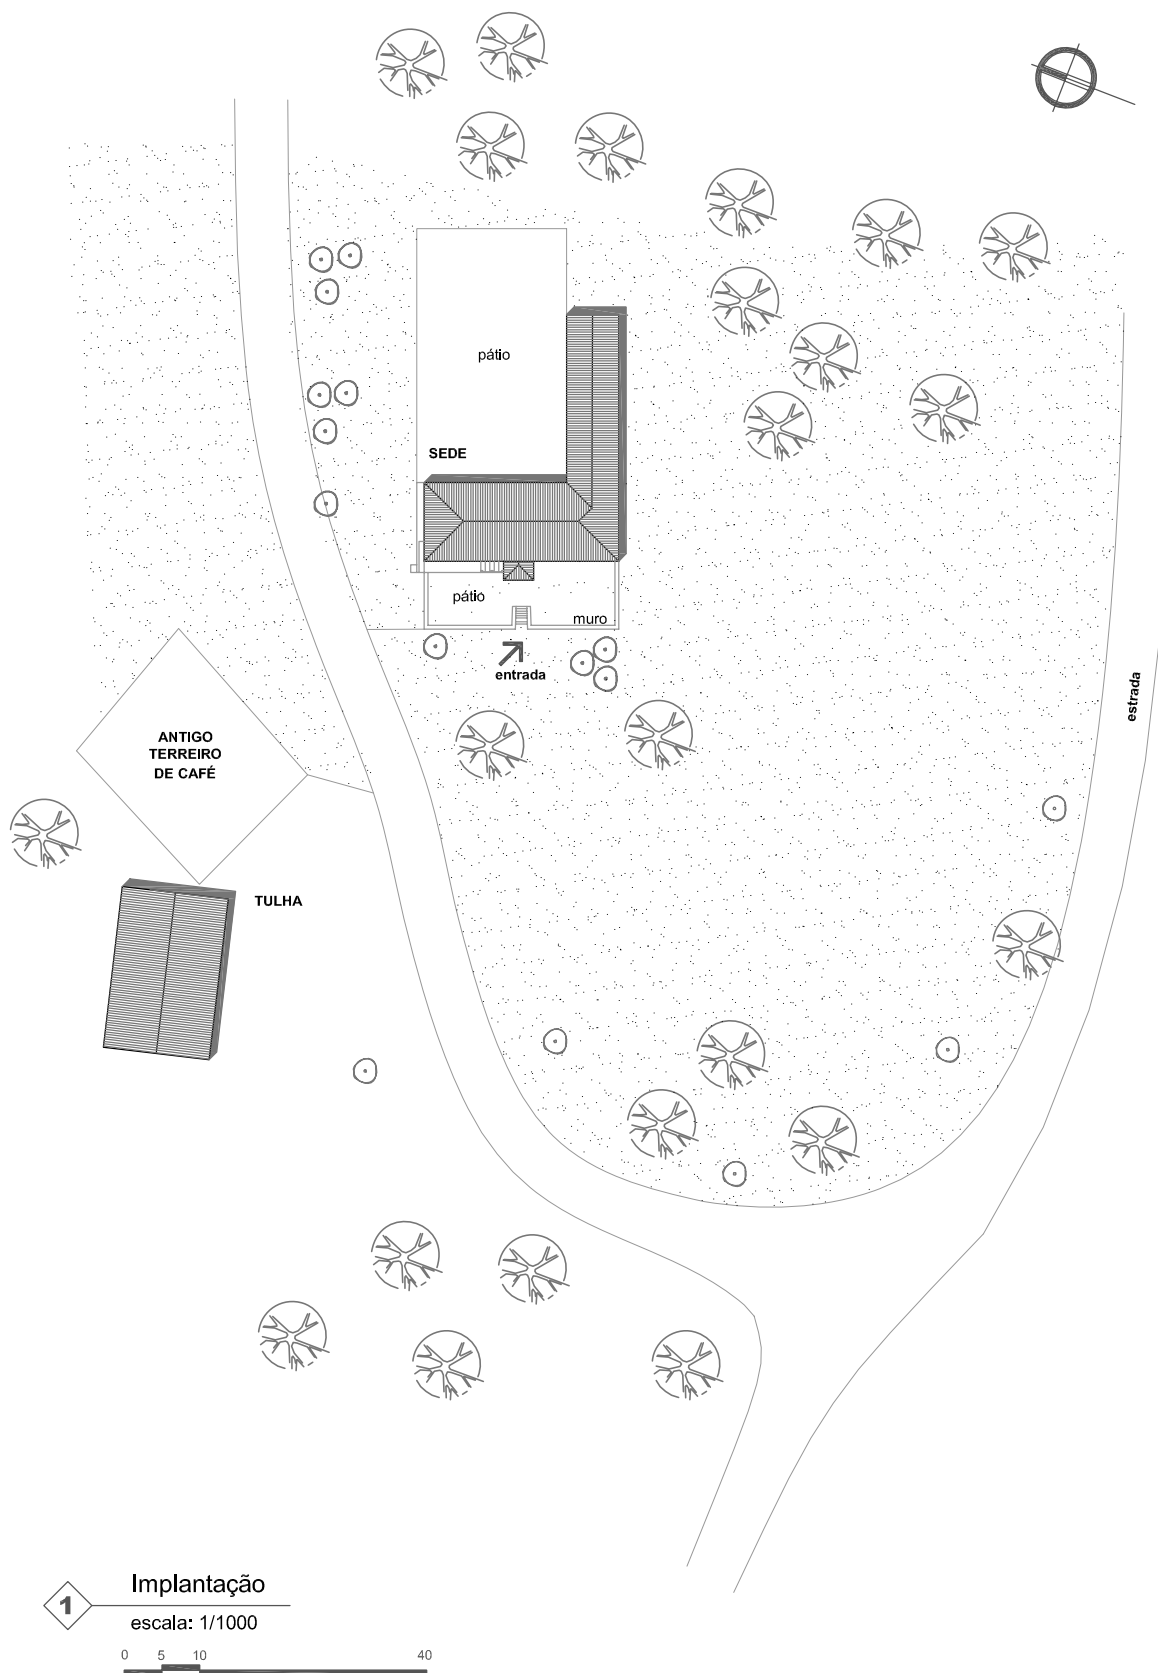 pátio
SEDE
pátio
muro
entrada
estrada
ANTIGO
TERREIRO
DE CAFÉ
TULHA
1
Implantação
escala: 1/1000
0 5 10 40